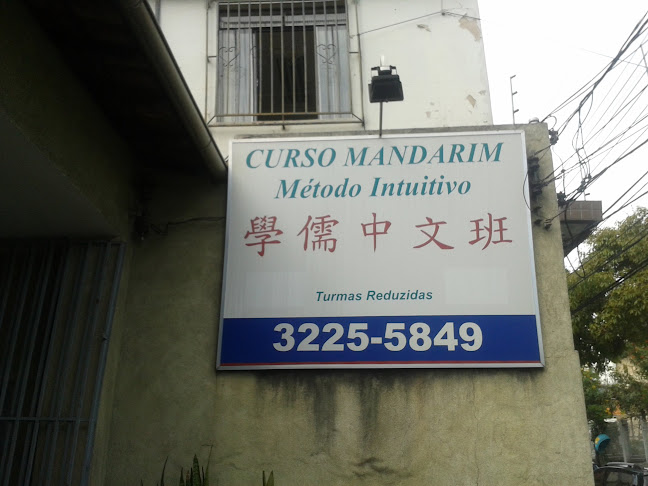 CURSO MANDARIM
Método Intuitivo
學儒中文班
Turmas Reduzidas
3225-5849